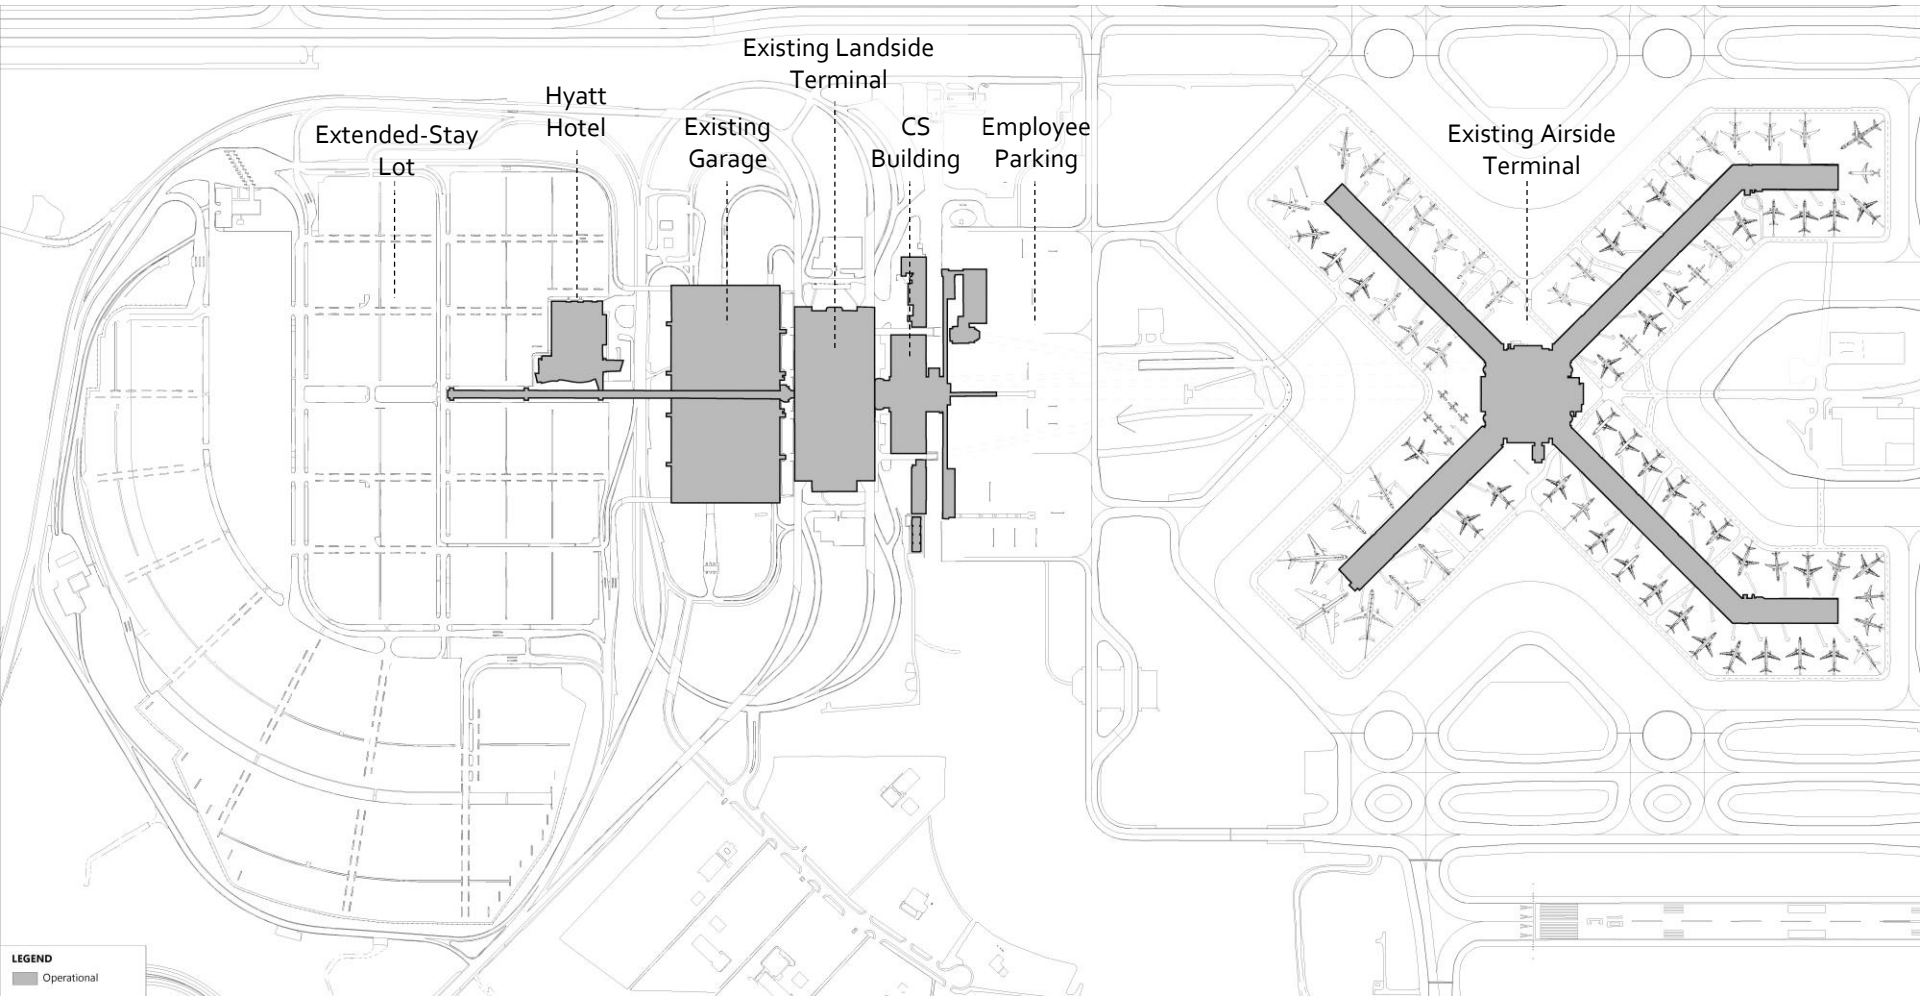 Existing Landside
Terminal
Hyatt
Hotel
Extended-Stay
Lot
Existing
Garage
CS
Building
Employee
Parking
Existing Airside
Terminal
LEGEND
Operational